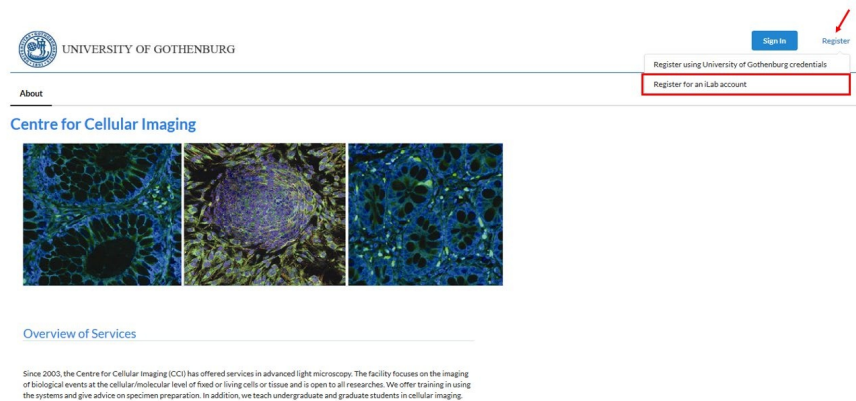 UNIVERSITY OF GOTHENBURG
Sign In
Register
Register using University of Gothenburg credentials
Register for an iLab account
About
Centre for Cellular Imaging
Overview of Services
Since 2003, the Centre for Cellular Imaging (CCI) has offered services in advanced light microscopy. The facility focuses on the imaging
of biological events at the cellular/molecular level of fixed or living cells or tissue and is open to all researches. We offer training in using
the systems and give advice on specimen preparation. In addition, we teach undergraduate and graduate students in cellular imaging.